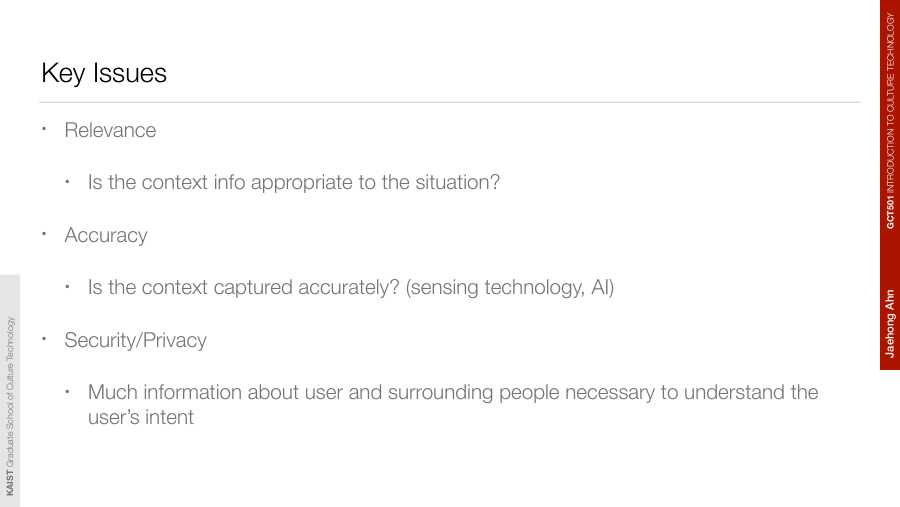 Key Issues
• Relevance
• Is the context info appropriate to the situation?
• Accuracy
• Is the context captured accurately? (sensing technology, AI)
• Security/Privacy
• Much information about user and surrounding people necessary to understand the
user’s intent
GCT501 INTRODUCTION TO CULTURE TECHNOLOGY
Jaehong Ahn
KAIST Graduate School of Culture Technology